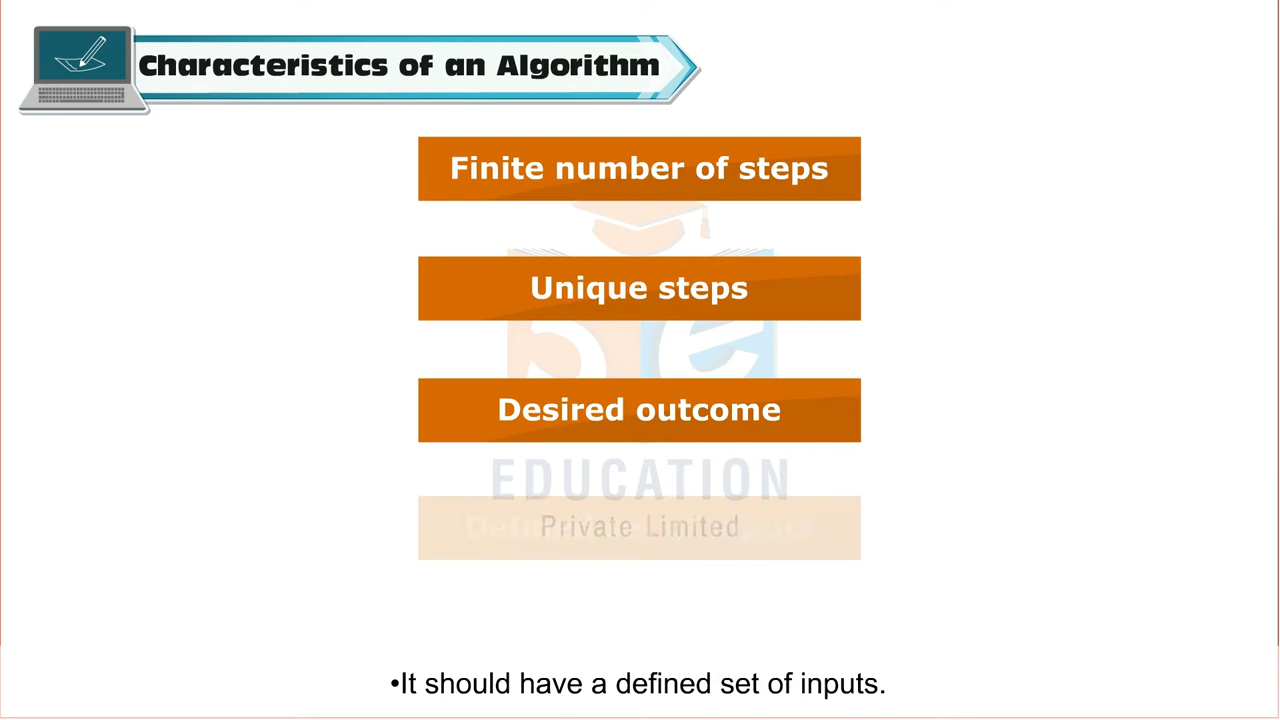 Characteristics of an Algorithm
Finite number of steps
Unique steps
Desired outcome
EDUCATION
Private Limited
•It should have a defined set of inputs.